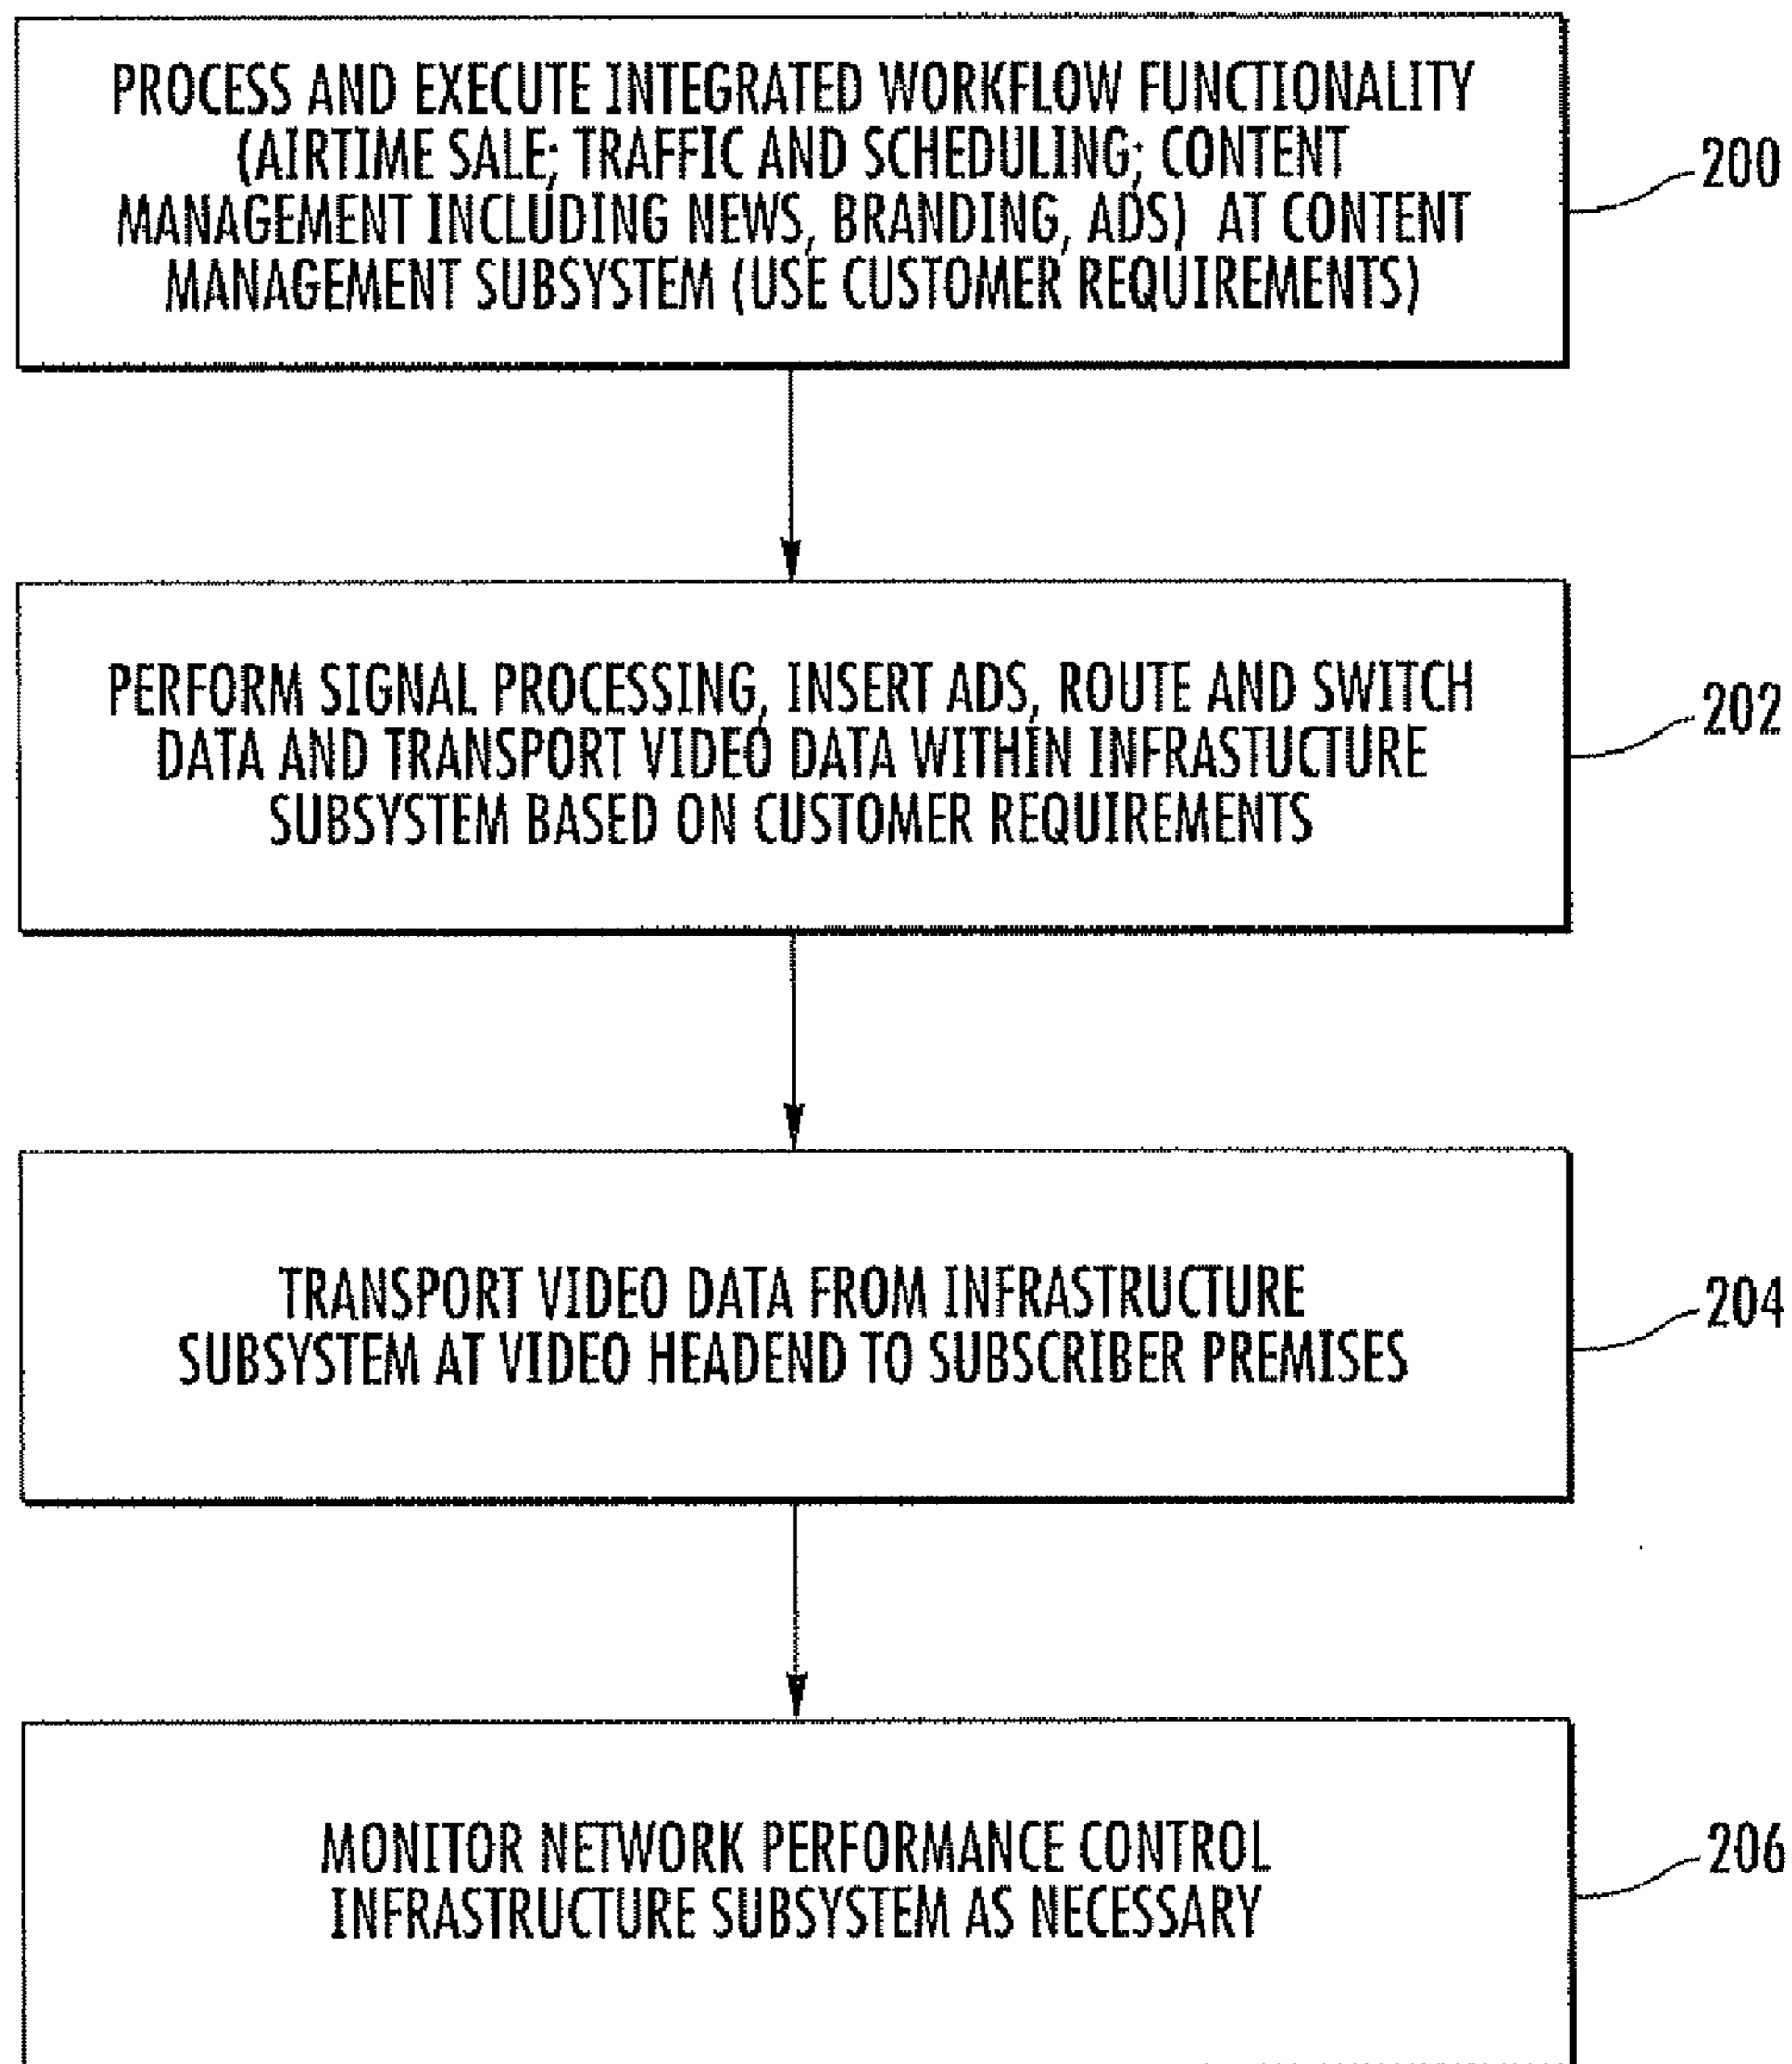 PROCESS AND EXECUTE INTEGRATED WORKFLOW FUNCTIONALITY
(AIRTIME SALE; TRAFFIC AND SCHEDULING; CONTENT
MANAGEMENT INCLUDING NEWS, BRANDING, ADS) AT CONTENT
MANAGEMENT SUBSYSTEM (USE CUSTOMER REQUIREMENTS)
200
PERFORM SIGNAL PROCESSING, INSERT ADS, ROUTE AND SWITCH
DATA AND TRANSPORT VIDEO DATA WITHIN INFRASTUCTURE
SUBSYSTEM BASED ON CUSTOMER REQUIREMENTS
202
TRANSPORT VIDEO DATA FROM INFRASTRUCTURE
SUBSYSTEM AT VIDEO HEADEND TO SUBSCRIBER PREMISES
204
MONITOR NETWORK PERFORMANCE CONTROL
INFRASTRUCTURE SUBSYSTEM AS NECESSARY
206